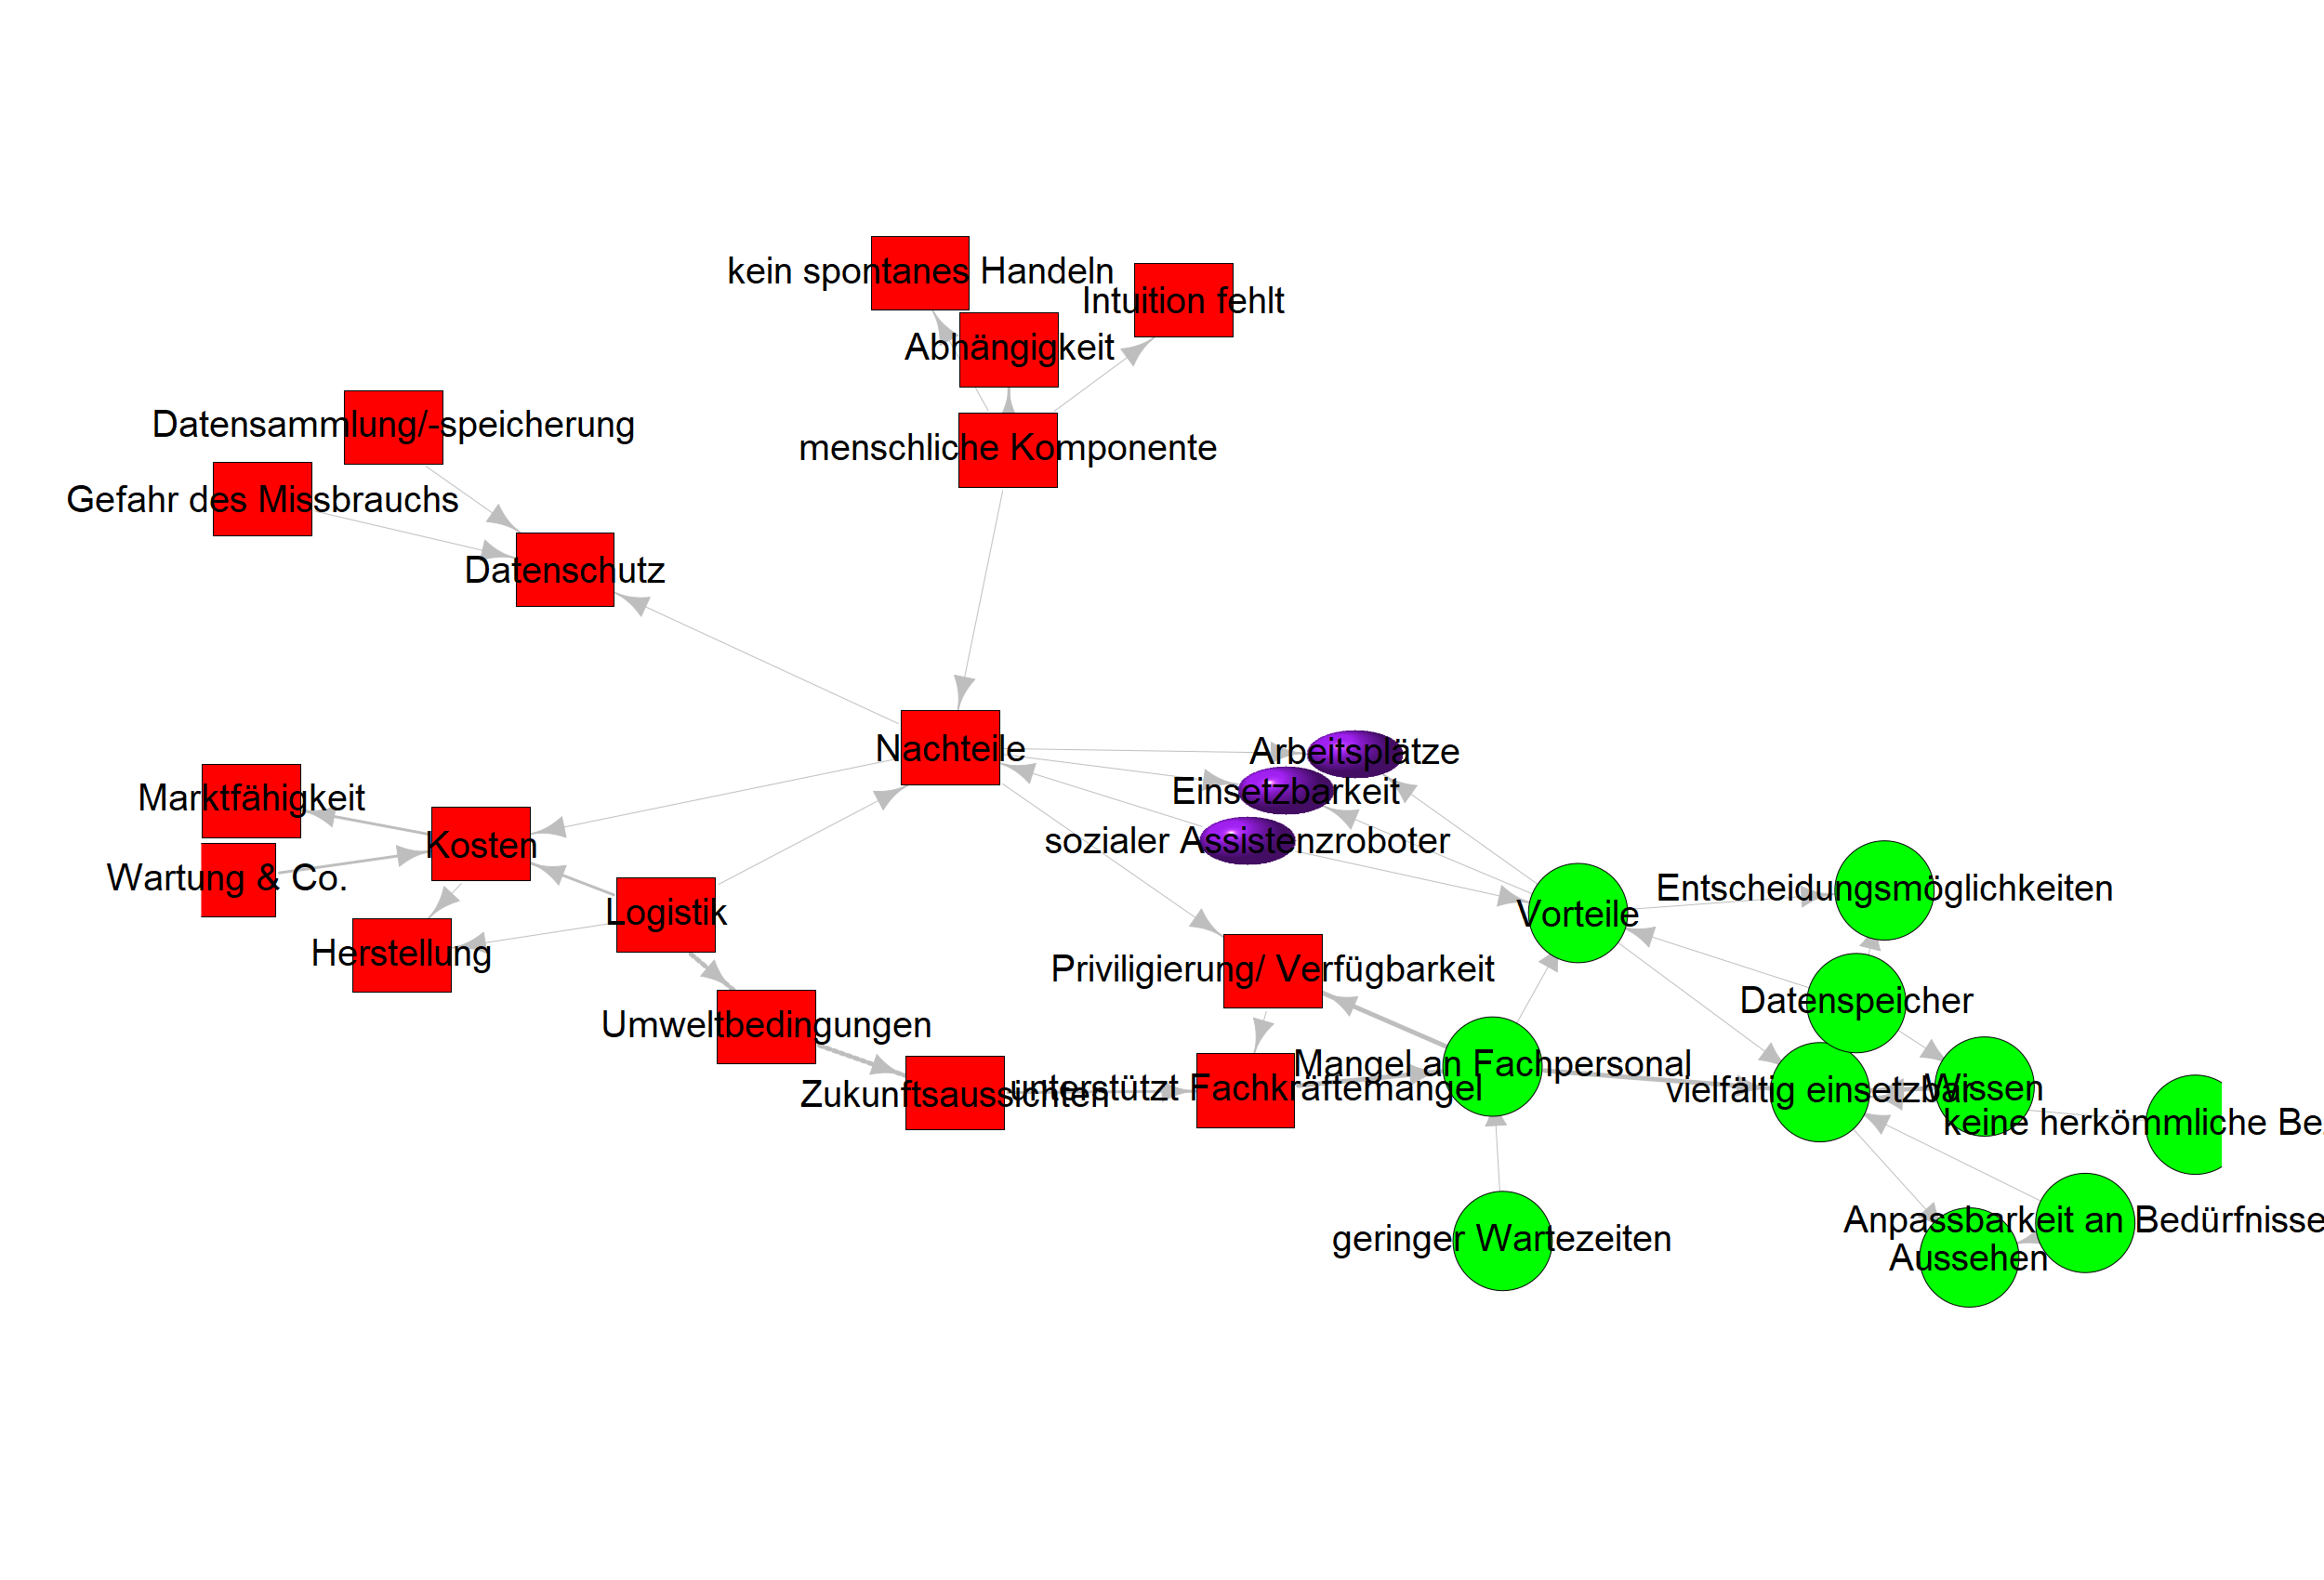 kein spontanes Handeln
Intuition fehlt
Abhängigkeit
Datensammlung/-speicherung
menschliche Komponente
Gefahr des Missbrauchs
Datenschutz
Nachteile
Arbeitsplätze
Einsetzbarkeit
Marktfähigkeit
sozialer Assistenzroboter
Kosten
Wartung & Co.
Entscheidungsmöglichkeiten
Logistik
Vorteile
Herstellung
Priviligierung/ Verfügbarkeit
Datenspeicher
Umweltbedingungen
Mangel an Fachpersonal
Zukunftsaussichten
unterstützt Fachkräftemangel
vielfältig einsetzbar
Wissen
keine herkömmliche Be
Anpassbarkeit an Bedürfnisse
geringer Wartezeiten
Aussehen